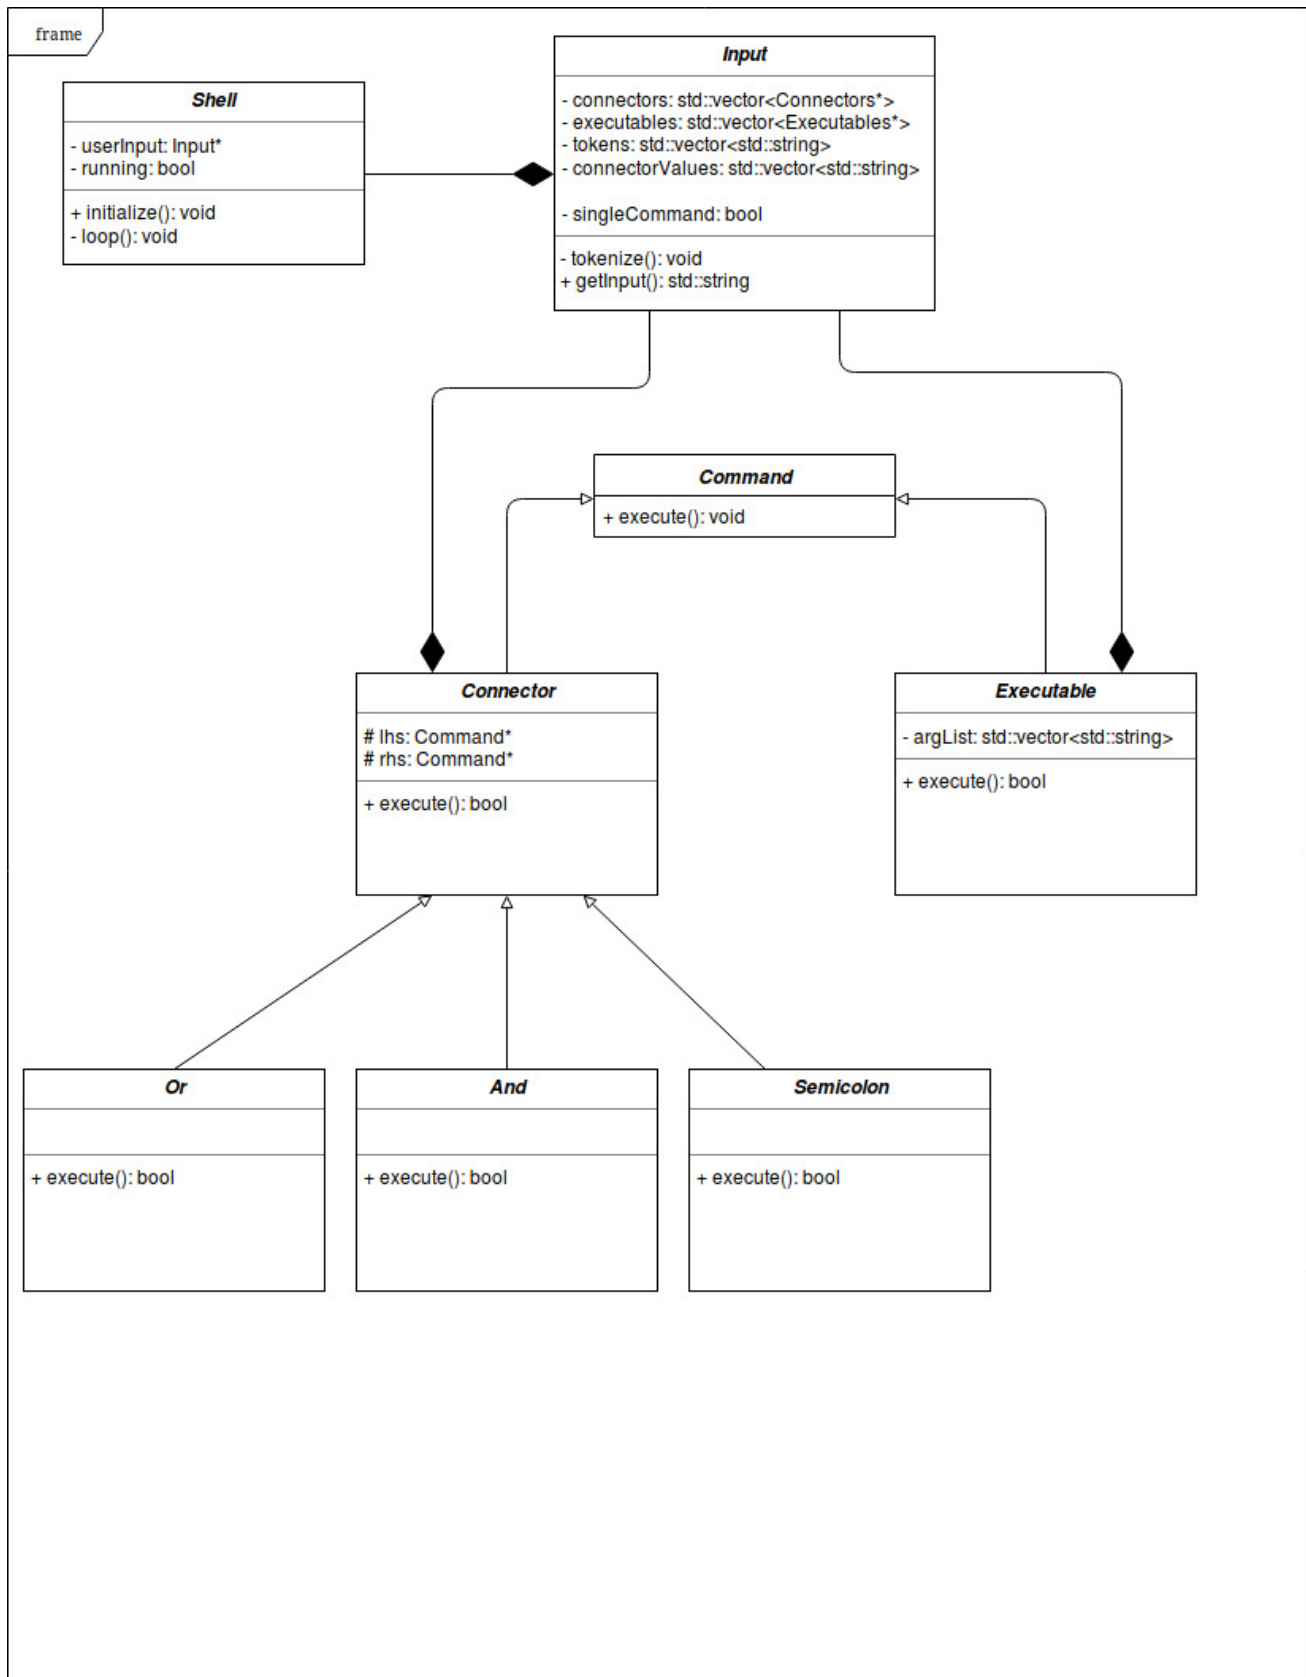 frame
Shell
- userInput: Input*
- running: bool
+ initialize(): void
- loop(): void
Input
- connectors: std::vector<Connectors*>
- executables: std::vector<Executables*>
- tokens: std::vector<std::string>
- connectorValues: std::vector<std::string>
- singleCommand: bool
- tokenize(): void
+ getInput(): std::string
Command
+ execute(): void
Connector
# lhs: Command*
# rhs: Command*
+ execute(): bool
Executable
- argList: std::vector<std::string>
+ execute(): bool
Or
+ execute(): bool
And
+ execute(): bool
Semicolon
+ execute(): bool